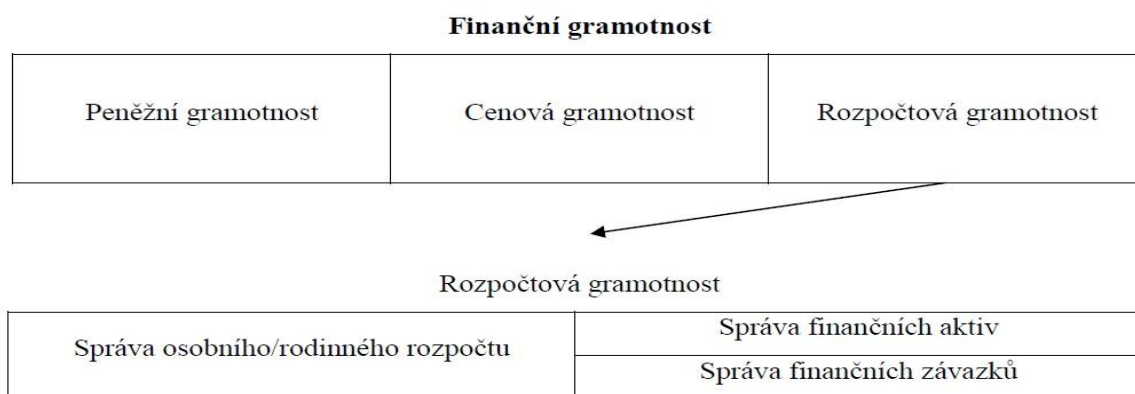 Finanční gramotnost
Peněžní gramotnost
Cenová gramotnost
Rozpočtová gramotnost
Rozpočtová gramotnost
Správa osobního/rodinného rozpočtu
Správa finančních aktiv
Správa finančních závazků